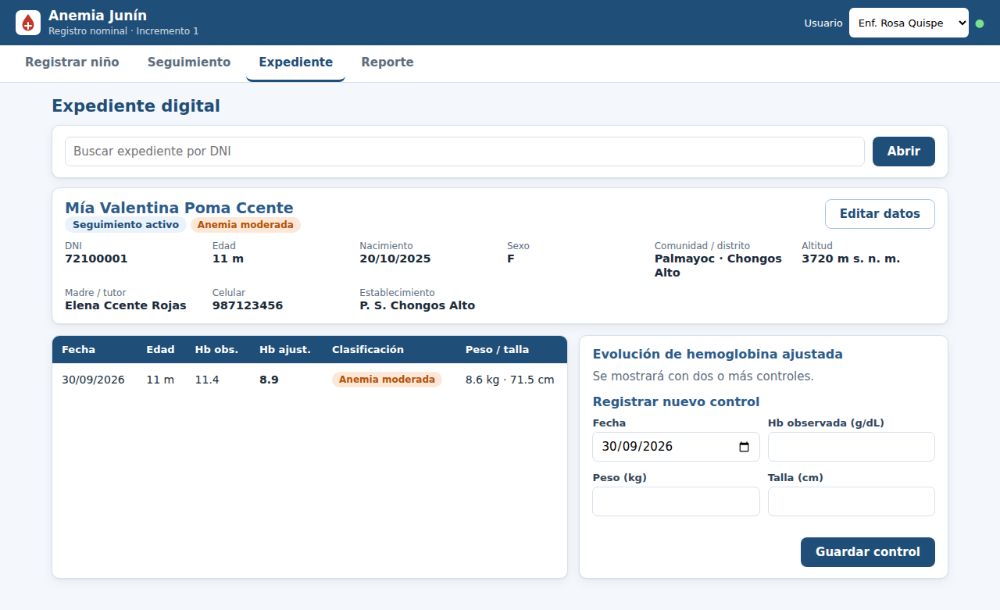 Anemia Junín
Registro nominal · Incremento 1
Usuario
Enf. Rosa Quispe
Registrar niño
Seguimiento
Expediente
Reporte
Expediente digital
Buscar expediente por DNI
Abrir
Mía Valentina Poma Ccente
Seguimiento activo
Anemia moderada
Editar datos
DNI
72100001
Edad
11 m
Nacimiento
20/10/2025
Sexo
F
Comunidad / distrito
Palmayoc · Chongos
Alto
Altitud
3720 m s. n. m.
Madre / tutor
Elena Ccente Rojas
Celular
987123456
Establecimiento
P. S. Chongos Alto
Fecha Edad Hb obs. Hb ajust. Clasificación Peso / talla
30/09/2026 11 m 11.4 8.9 Anemia moderada 8.6 kg · 71.5 cm
Evolución de hemoglobina ajustada
Se mostrará con dos o más controles.
Registrar nuevo control
Fecha
30/09/2026
Hb observada (g/dL)
Peso (kg)
Talla (cm)
Guardar control